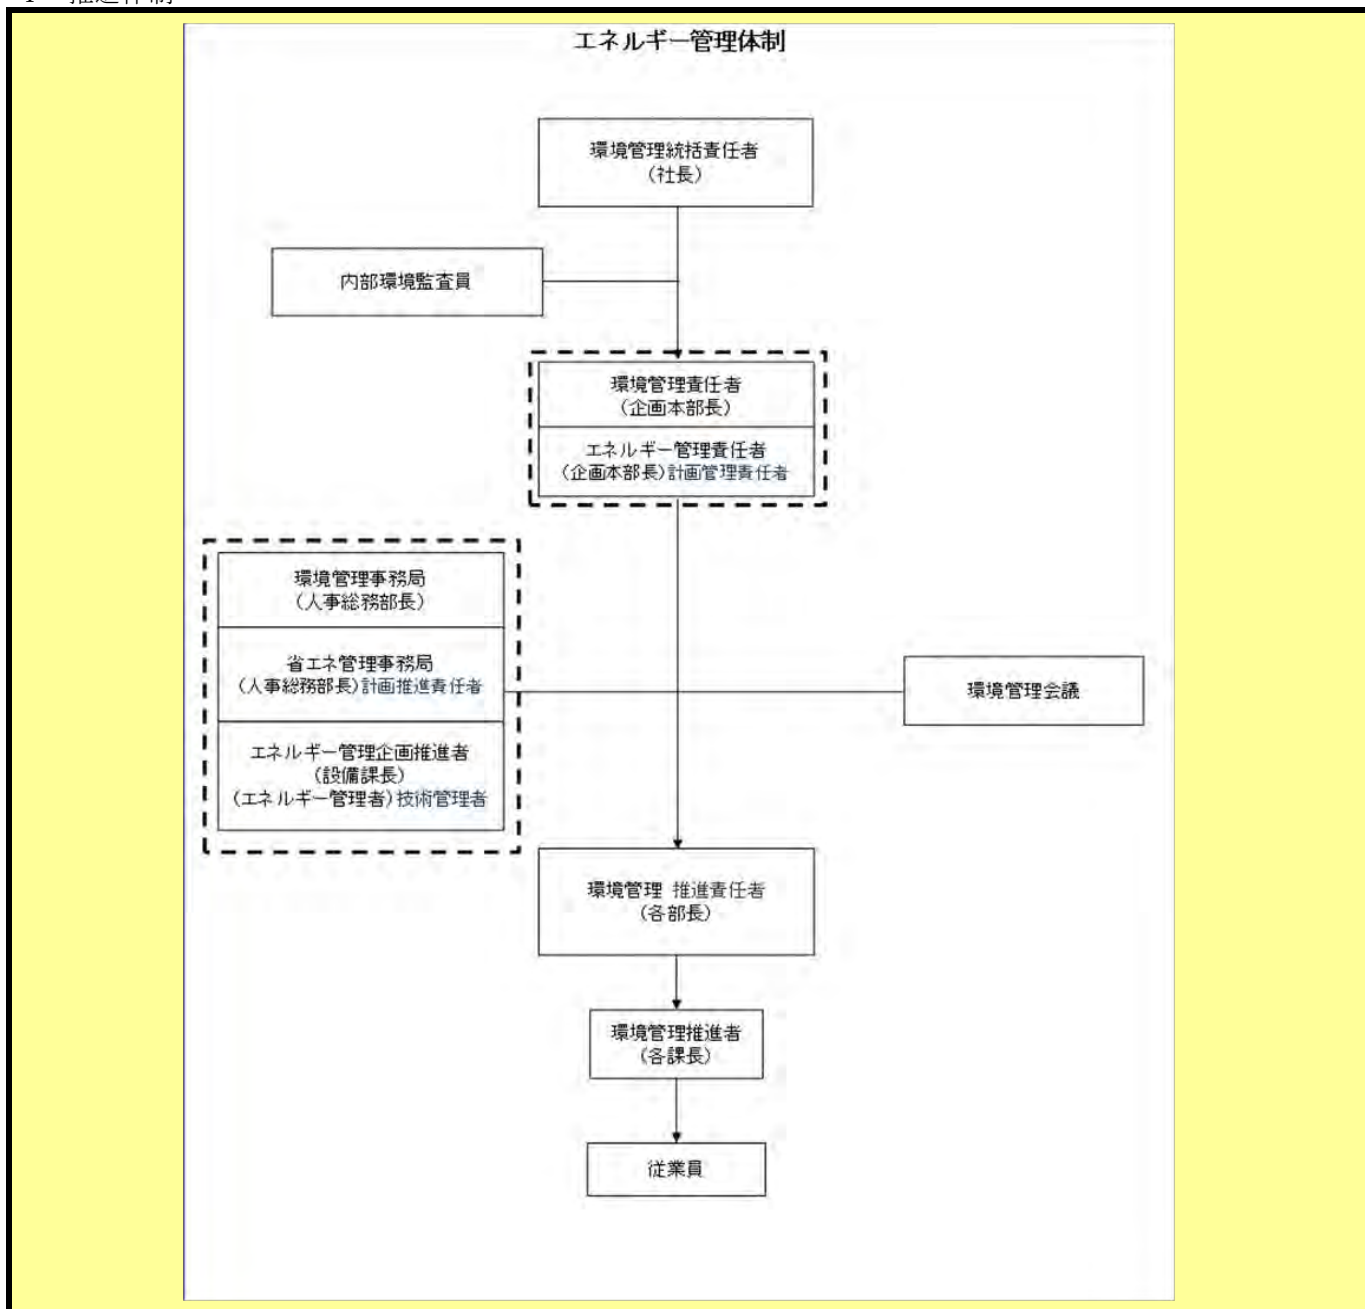 エネルギー管理体制
環境管理統括責任者
(社長)
内部環境監査員
環境管理責任者
(企画本部長)
エネルギー管理責任者
(企画本部長)計画管理責任者
環境管理事務局
(人事総務部長)
省エネ管理事務局
(人事総務部長)計画推進責任者
エネルギー管理企画推進者
(設備課長)
(エネルギー管理者)技術管理者
環境管理会議
環境管理 推進責任者
(各部長)
環境管理推進者
(各課長)
従業員